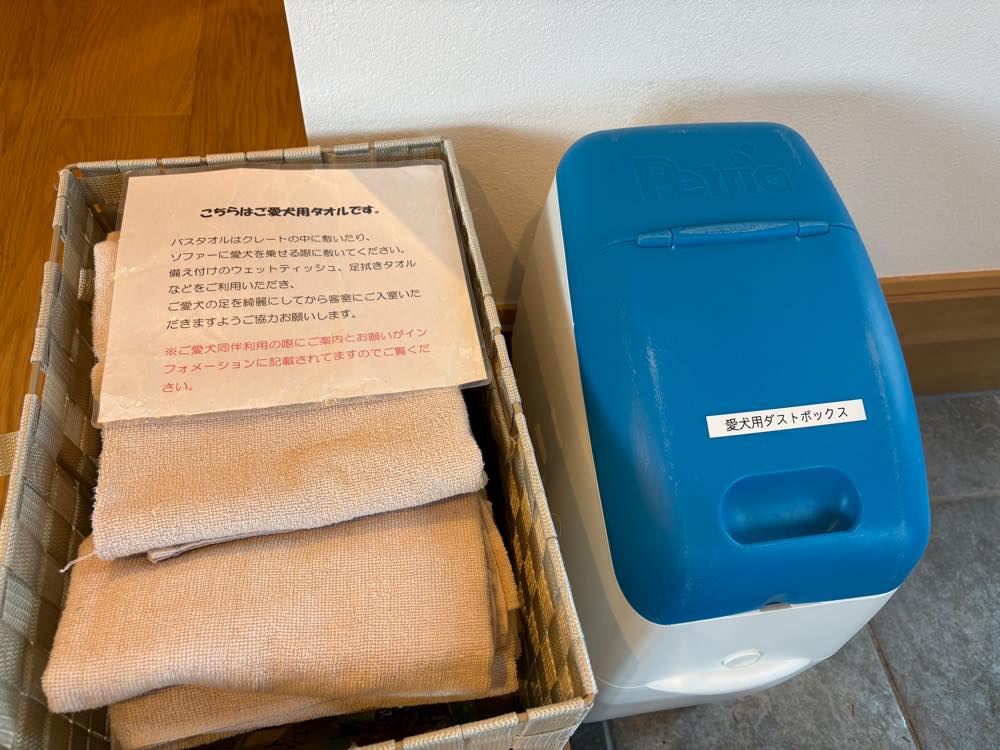 こちらはご愛犬用タオルです。
バスタオルはクレートの中に敷いたり、
ソファーに愛犬を乗せる際に敷いてください。
備え付けのウェットティッシュ、足拭きタオル
などをご利用いただき、
ご愛犬の足を綺麗にしてから客室にご入室いた
だきますようご協力お願いします。
※ご愛犬同伴利用の際にご案内とお願いがイン
フォメーションに記載されてますのでご覧くだ
さい。
Petria
愛犬用ダストボックス